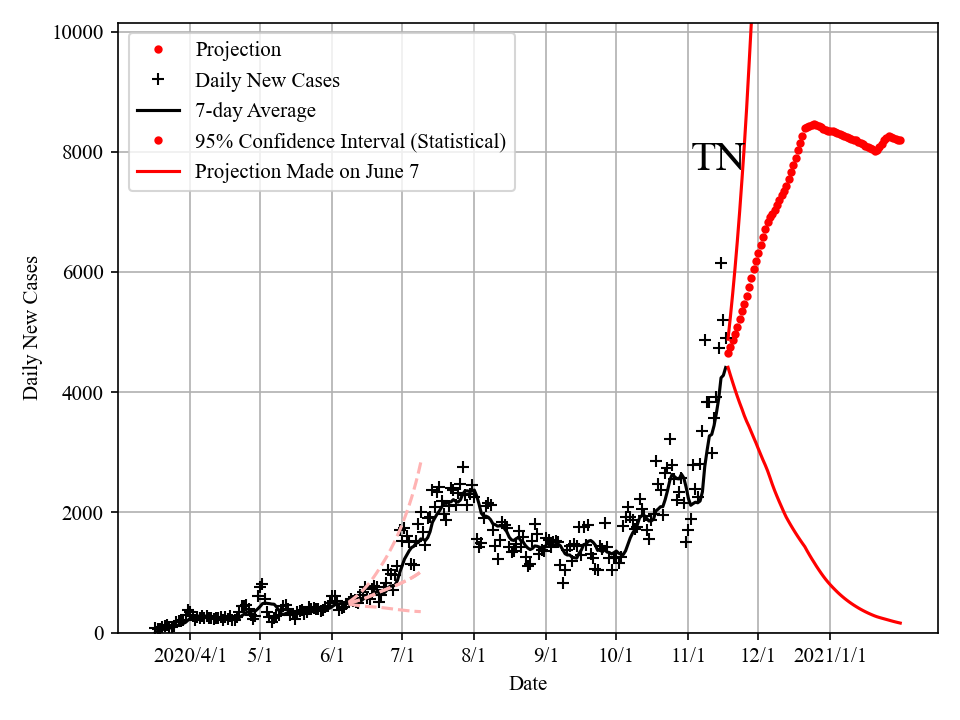 10000
8000
6000
4000
2000
0
Daily New Cases
Projection
Daily New Cases
7-day Average
95% Confidence Interval (Statistical)
Projection Made on June 7
TN
2020/4/1 5/1 6/1 7/1 8/1 9/1 10/1 11/1 12/1 2021/1/1
Date